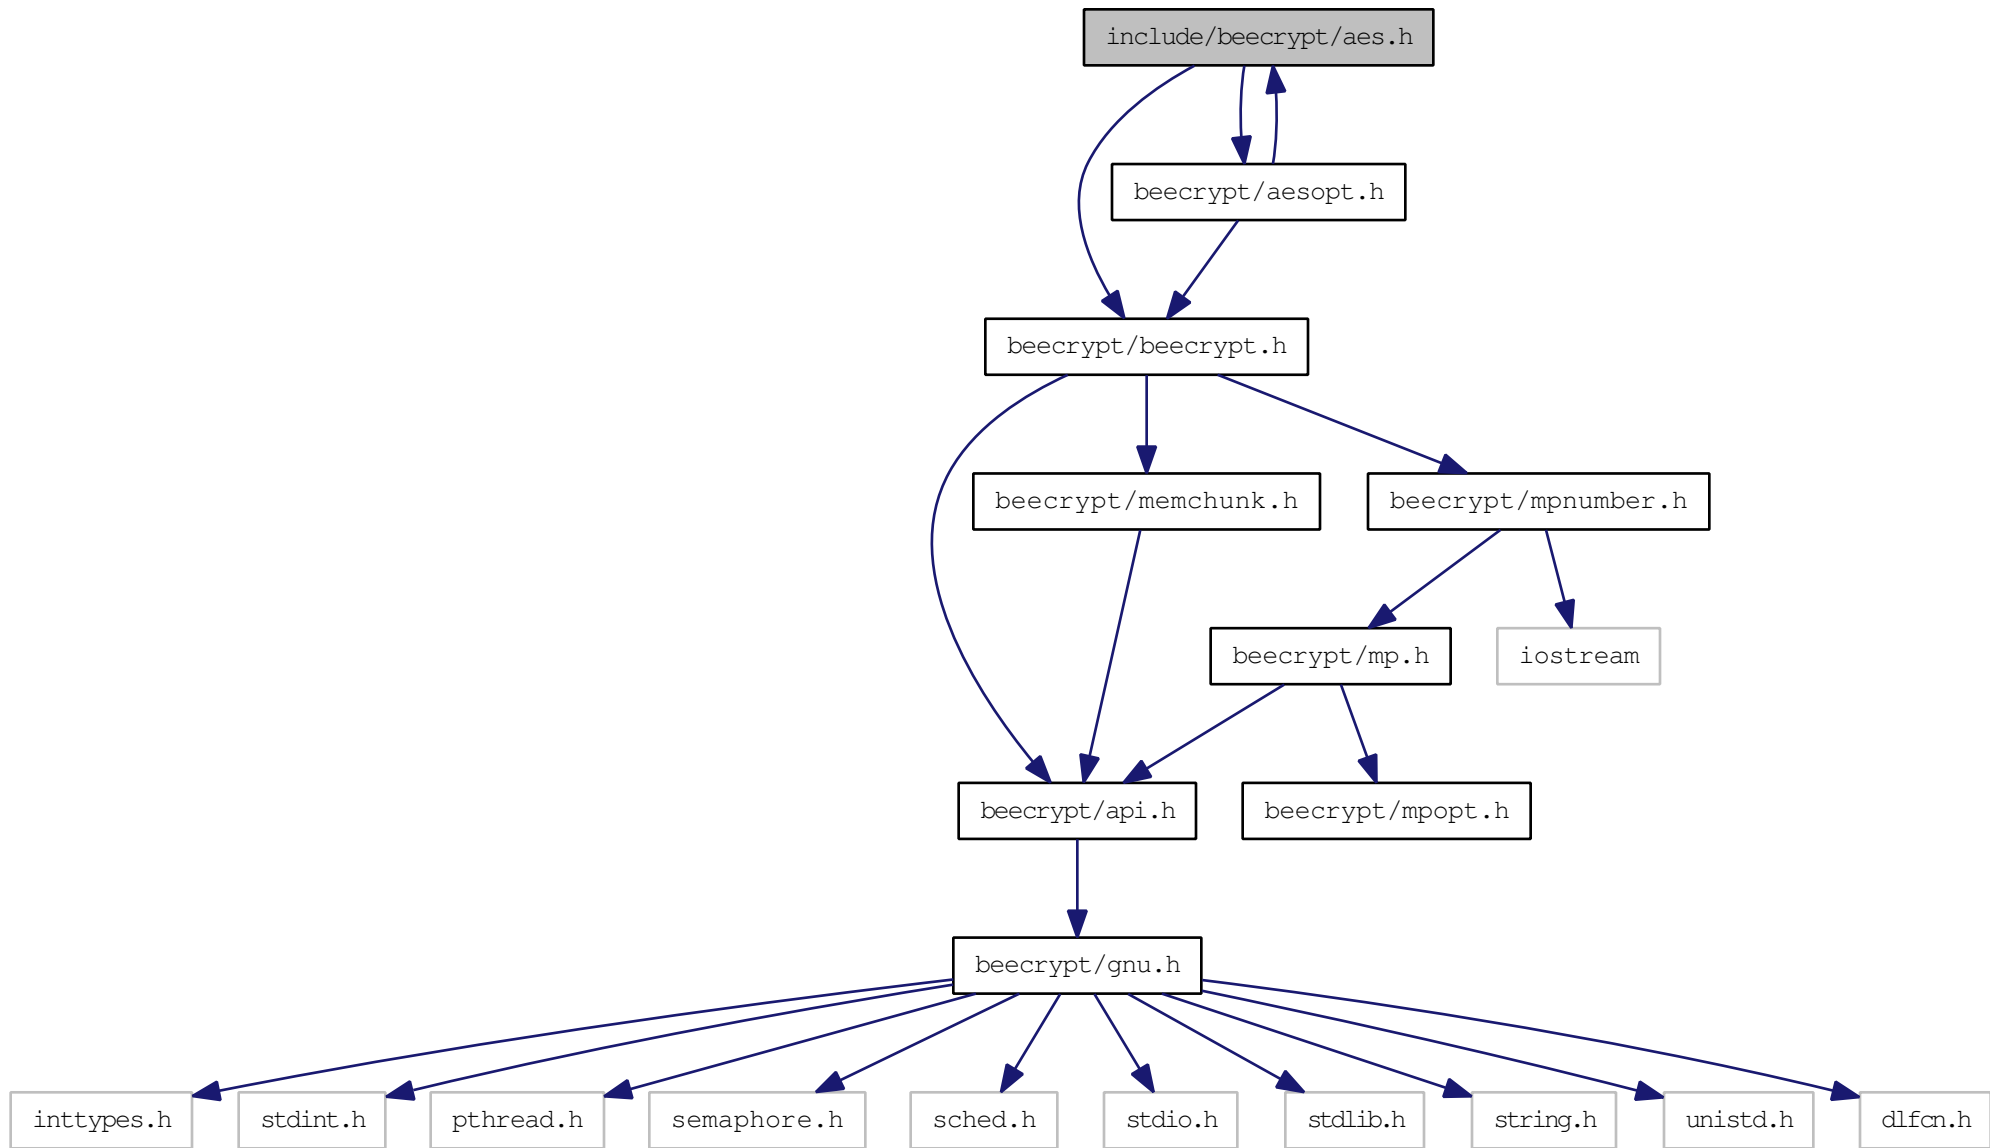 include/beecrypt/aes.h
beecrypt/aesopt.h
beecrypt/beecrypt.h
beecrypt/memchunk.h
beecrypt/mpnumber.h
beecrypt/mp.h
iostream
beecrypt/api.h
beecrypt/mpopt.h
beecrypt/gnu.h
inttypes.h
stdint.h
pthread.h
semaphore.h
sched.h
stdio.h
stdlib.h
string.h
unistd.h
dlfcn.h